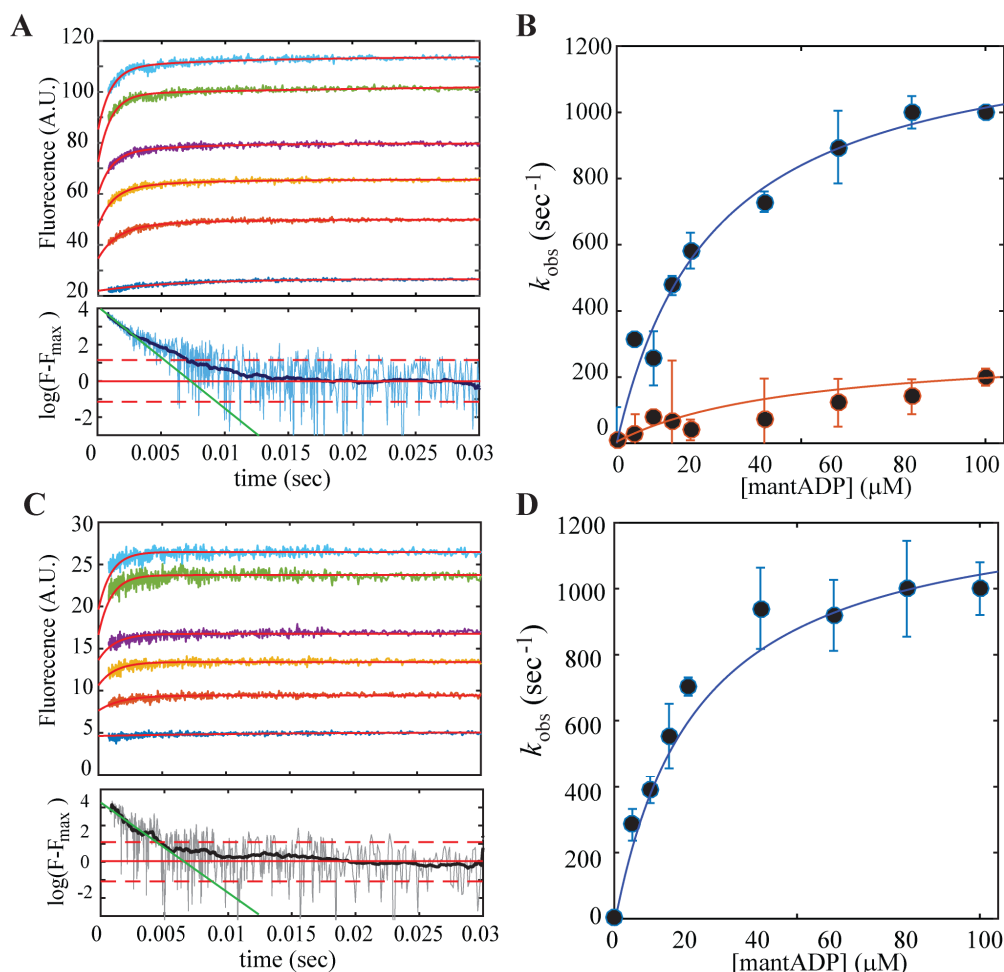 A
120
100
80
60
40
20
Fluorecence (A.U.)
4
2
0
-2
log(F-Fmax)
0 0.005 0.01 0.015 0.02 0.025 0.03
time (sec)
B
1200
1000
800
600
400
200
0
kobs (sec⁻¹)
0 20 40 60 80 100
[mantADP] (μM)
C
30
25
20
15
10
5
0
Fluorescence (A.U.)
4
2
0
-2
log(F-Fmax)
0 0.005 0.01 0.015 0.02 0.025 0.03
time (sec)
D
1200
1000
800
600
400
200
0
kobs (sec⁻¹)
0 20 40 60 80 100
[mantADP] (μM)